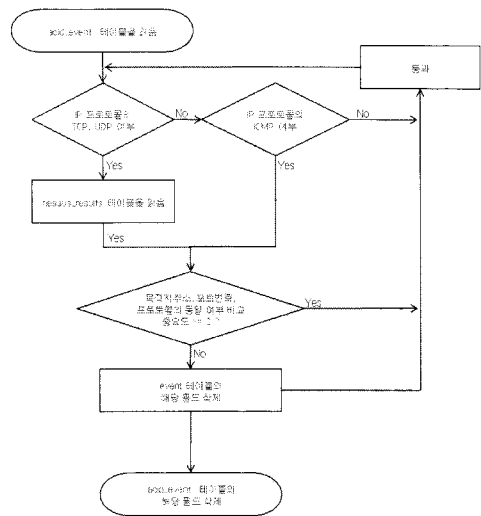 acid_event 테이블을 읽음
통과
IP 프로토콜의
TCP, UDP 여부
No
IP 프로토콜의
ICMP 여부
No
Yes
Yes
테이블을 읽음
Yes
목적지주소, 포트번호,
프로토콜의 동일 여부 비교
Yes
No
event 테이블의
해당 필드 삭제
테이블의
해당 필드 삭제